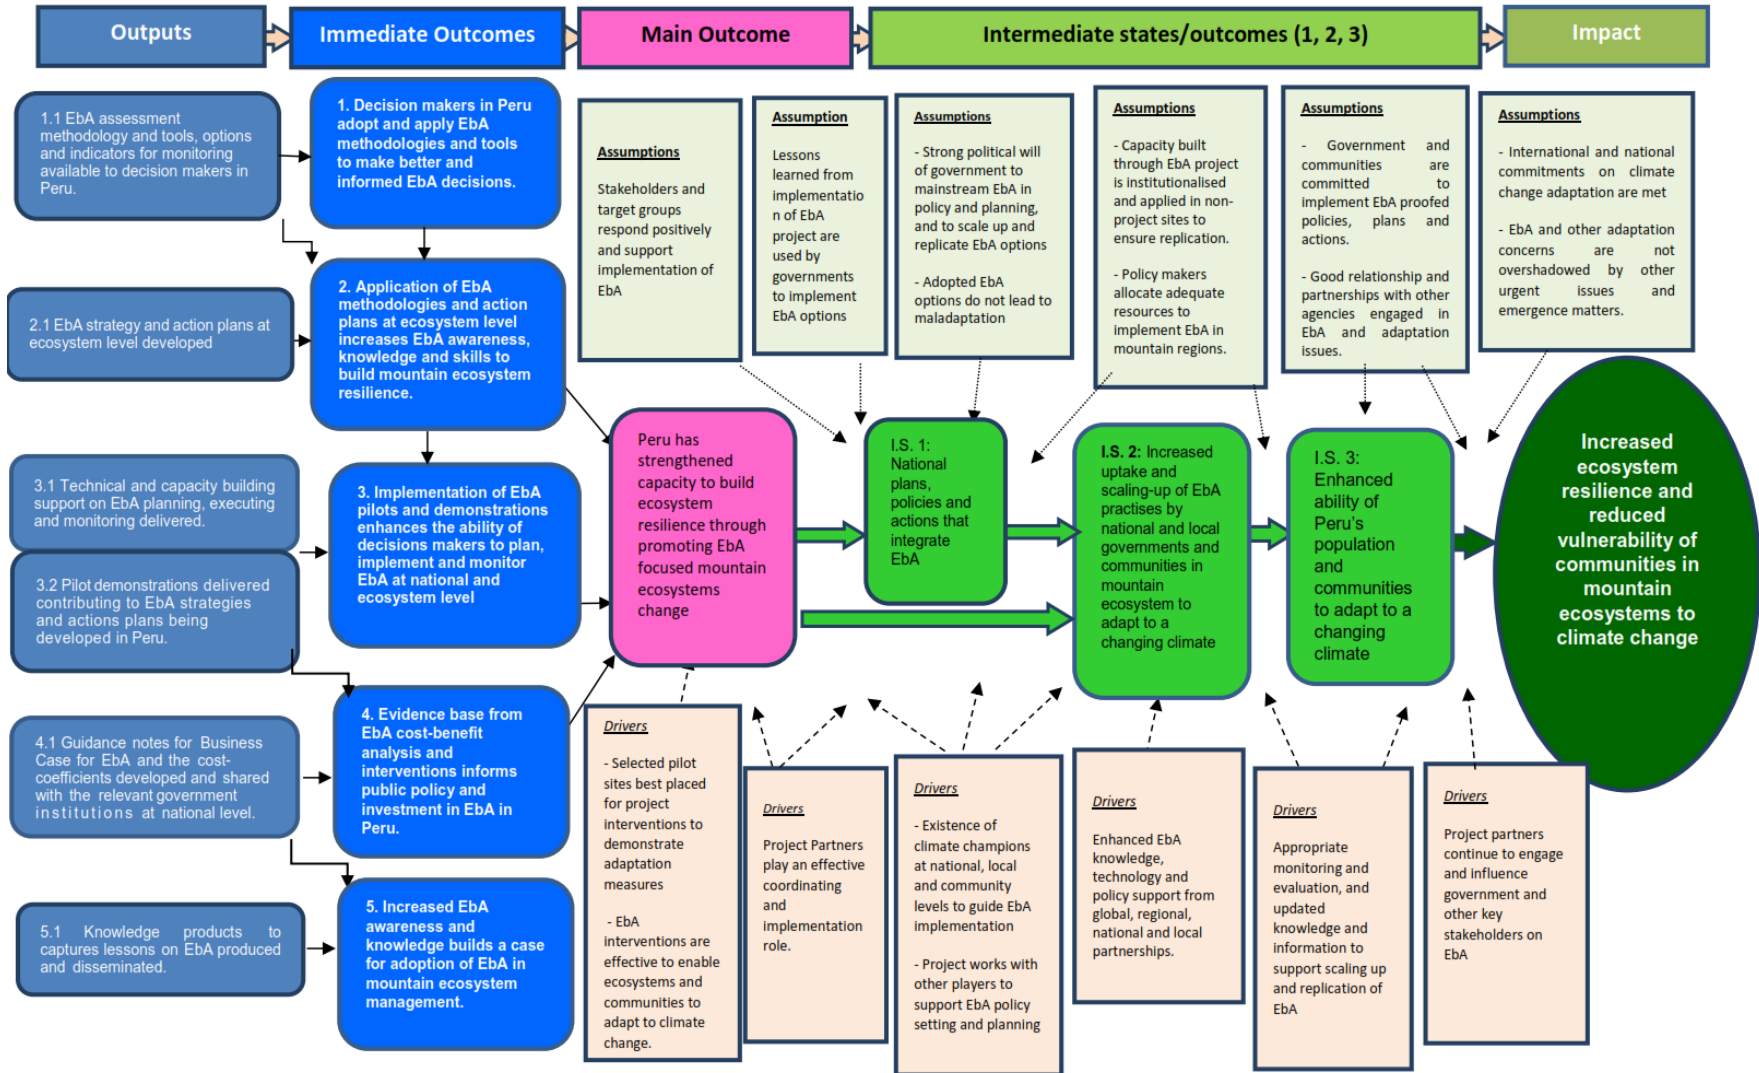 Outputs
Immediate Outcomes
Main Outcome
Intermediate states/outcomes (1, 2, 3)
Impact
1.1 EbA assessment
methodology and tools, options
and indicators for monitoring
available to decision makers in
Peru.
2.1 EbA strategy and action plans at
ecosystem level developed
3.1 Technical and capacity building
support on EbA planning, executing
and monitoring delivered.
3.2 Pilot demonstrations delivered
contributing to EbA strategies
and actions plans being
developed in Peru.
4.1 Guidance notes for Business
Case for EbA and the cost-
coefficients developed and shared
with the relevant government
institutions at national level.
5.1 Knowledge products to
captures lessons on EbA produced
and disseminated.
1. Decision makers in Peru
adopt and apply EbA
methodologies and tools
to make better and
informed EbA decisions.
2. Application of EbA
methodologies and action
plans at ecosystem level
increases EbA awareness,
knowledge and skills to
build mountain ecosystem
resilience.
3. Implementation of EbA
pilots and demonstrations
enhances the ability of
decisions makers to plan,
implement and monitor
EbA at national and
ecosystem level
4. Evidence base from
EbA cost-benefit
analysis and
interventions informs
public policy and
investment in EbA in
Peru.
5. Increased EbA
awareness and
knowledge builds a case
for adoption of EbA in
mountain ecosystem
management.
Assumptions
Stakeholders and
target groups
respond positively
and support
implementation of
EbA
Assumption
Lessons
learned from
implementatio
n of EbA
project are
used by
governments
to implement
EbA options
Assumptions
- Strong political will
of government to
mainstream EbA in
policy and planning,
and to scale up and
replicate EbA options
- Adopted EbA
options do not lead to
maladaptation
Assumptions
- Capacity built
through EbA project
is institutionalised
and applied in non-
project sites to
ensure replication.
- Policy makers
allocate adequate
resources to
implement EbA in
mountain regions.
Assumptions
- Government and
communities are
committed to
implement EbA proofed
policies, plans and
actions.
- Good relationship and
partnerships with other
agencies engaged in
EbA and adaptation
issues.
Assumptions
- International and national
commitments on climate
change adaptation are met
- EbA and other adaptation
concerns are not
overshadowed by other
urgent issues and
emergence matters.
Peru has
strengthened
capacity to build
ecosystem
resilience through
promoting EbA
focused mountain
ecosystems
change
I.S. 1:
National
plans,
policies and
actions that
integrate
EbA
I.S. 2: Increased
uptake and
scaling-up of EbA
practises by
national and local
governments and
communities in
mountain
ecosystem to
adapt to a
changing climate
I.S. 3:
Enhanced
ability of
Peru's
population
and
communities
to adapt to a
changing
climate
Increased
ecosystem
resilience and
reduced
vulnerability of
communities in
mountain
ecosystems to
climate change
Drivers
- Selected pilot
sites best placed
for project
interventions to
demonstrate
adaptation
measures
- EbA
interventions are
effective to enable
ecosystems and
communities to
adapt to climate
change.
Drivers
Project Partners
play an effective
coordinating
and
implementation
role.
Drivers
- Existence of
climate champions
at national, local
and community
levels to guide EbA
implementation
- Project works with
other players to
support EbA policy
setting and planning
Drivers
Enhanced EbA
knowledge,
technology and
policy support from
global, regional,
national and local
partnerships.
Drivers
Appropriate
monitoring and
evaluation, and
updated
knowledge and
information to
support scaling up
and replication of
EbA
Drivers
Project partners
continue to engage
and influence
government and
other key
stakeholders on
EbA